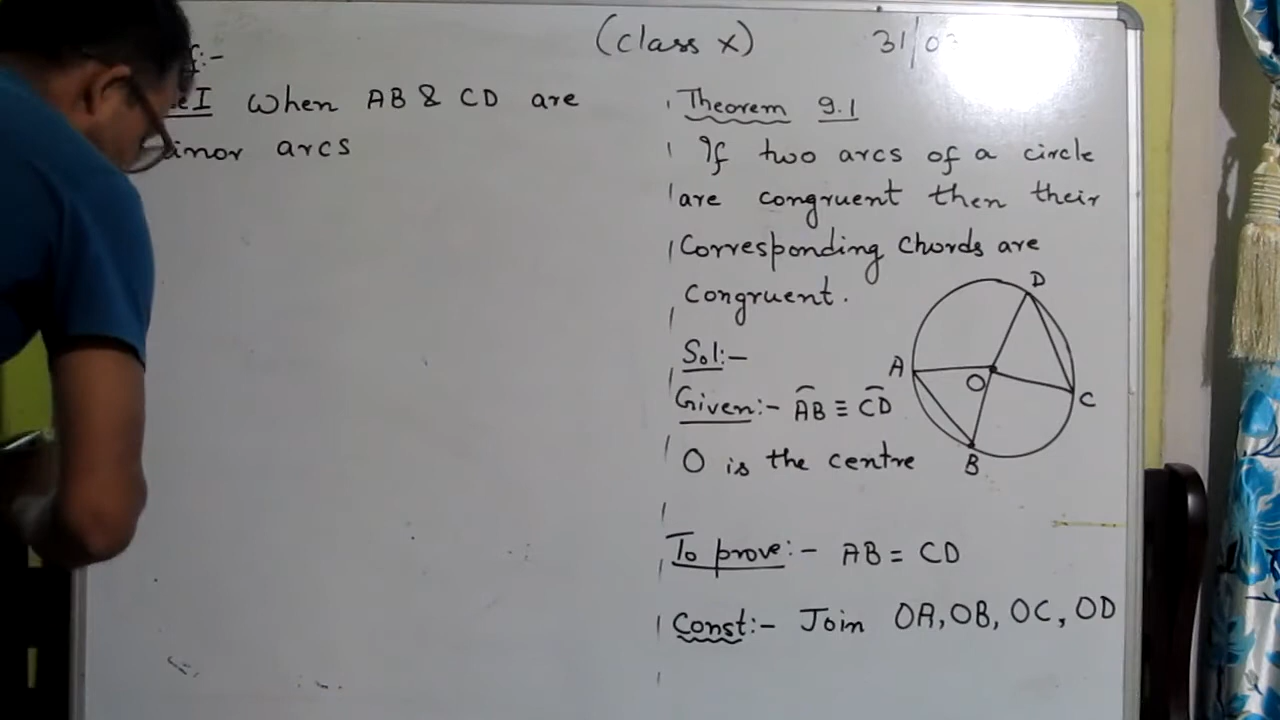 (class x) 31/0
when AB & CD are
arcs
Theorem 9.1
If two arcs of a circle
are congruent then their
Corresponding Chords are
Congruent.
Sol:-
Given:- A͡B ≡ C͡D
O is the centre
To prove:- AB = CD
Const:- Join OA, OB, OC, OD
D
A
O
C
B